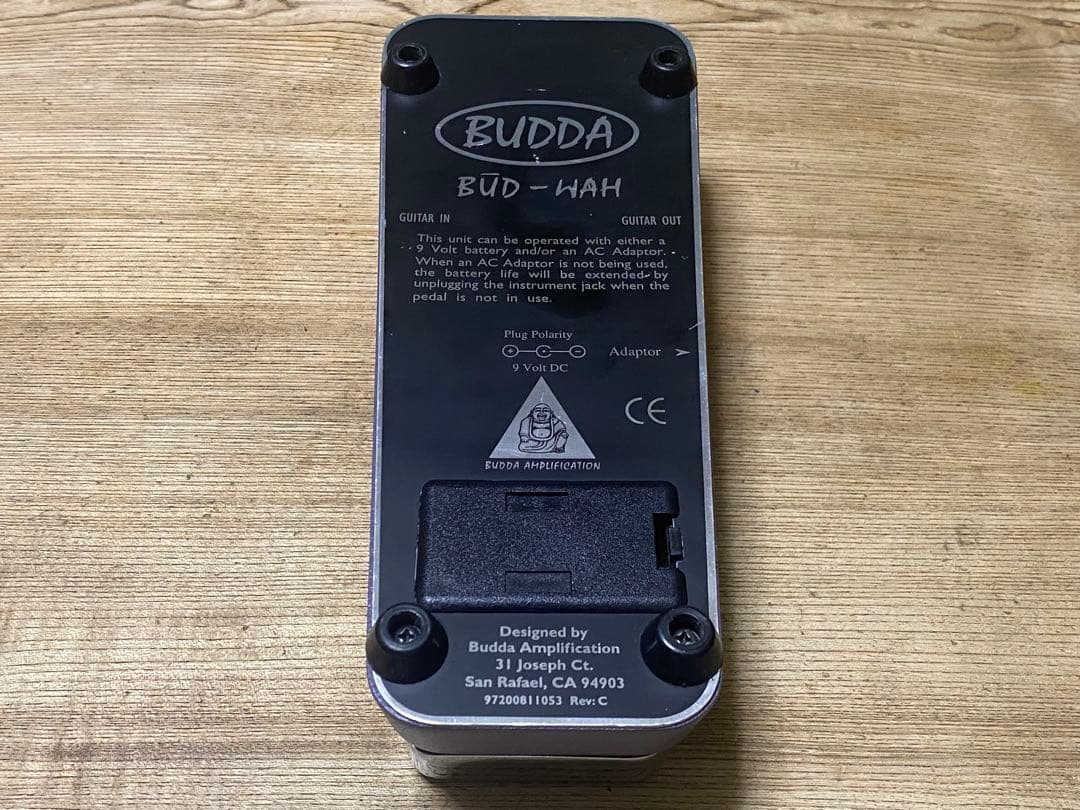 BUDDA
BŪD-WAH
GUITAR IN
GUITAR OUT
This unit can be operated with either a
9 Volt battery and/or an AC Adaptor.
When an AC Adaptor is not being used,
the battery life will be extended by
unplugging the instrument jack when the
pedal is not in use.
Plug Polarity
9 Volt DC
Adaptor
CE
BUDDA AMPLIFICATION
Designed by
Budda Amplification
31 Joseph Ct.
San Rafael, CA 94903
97200811053 Rev: C